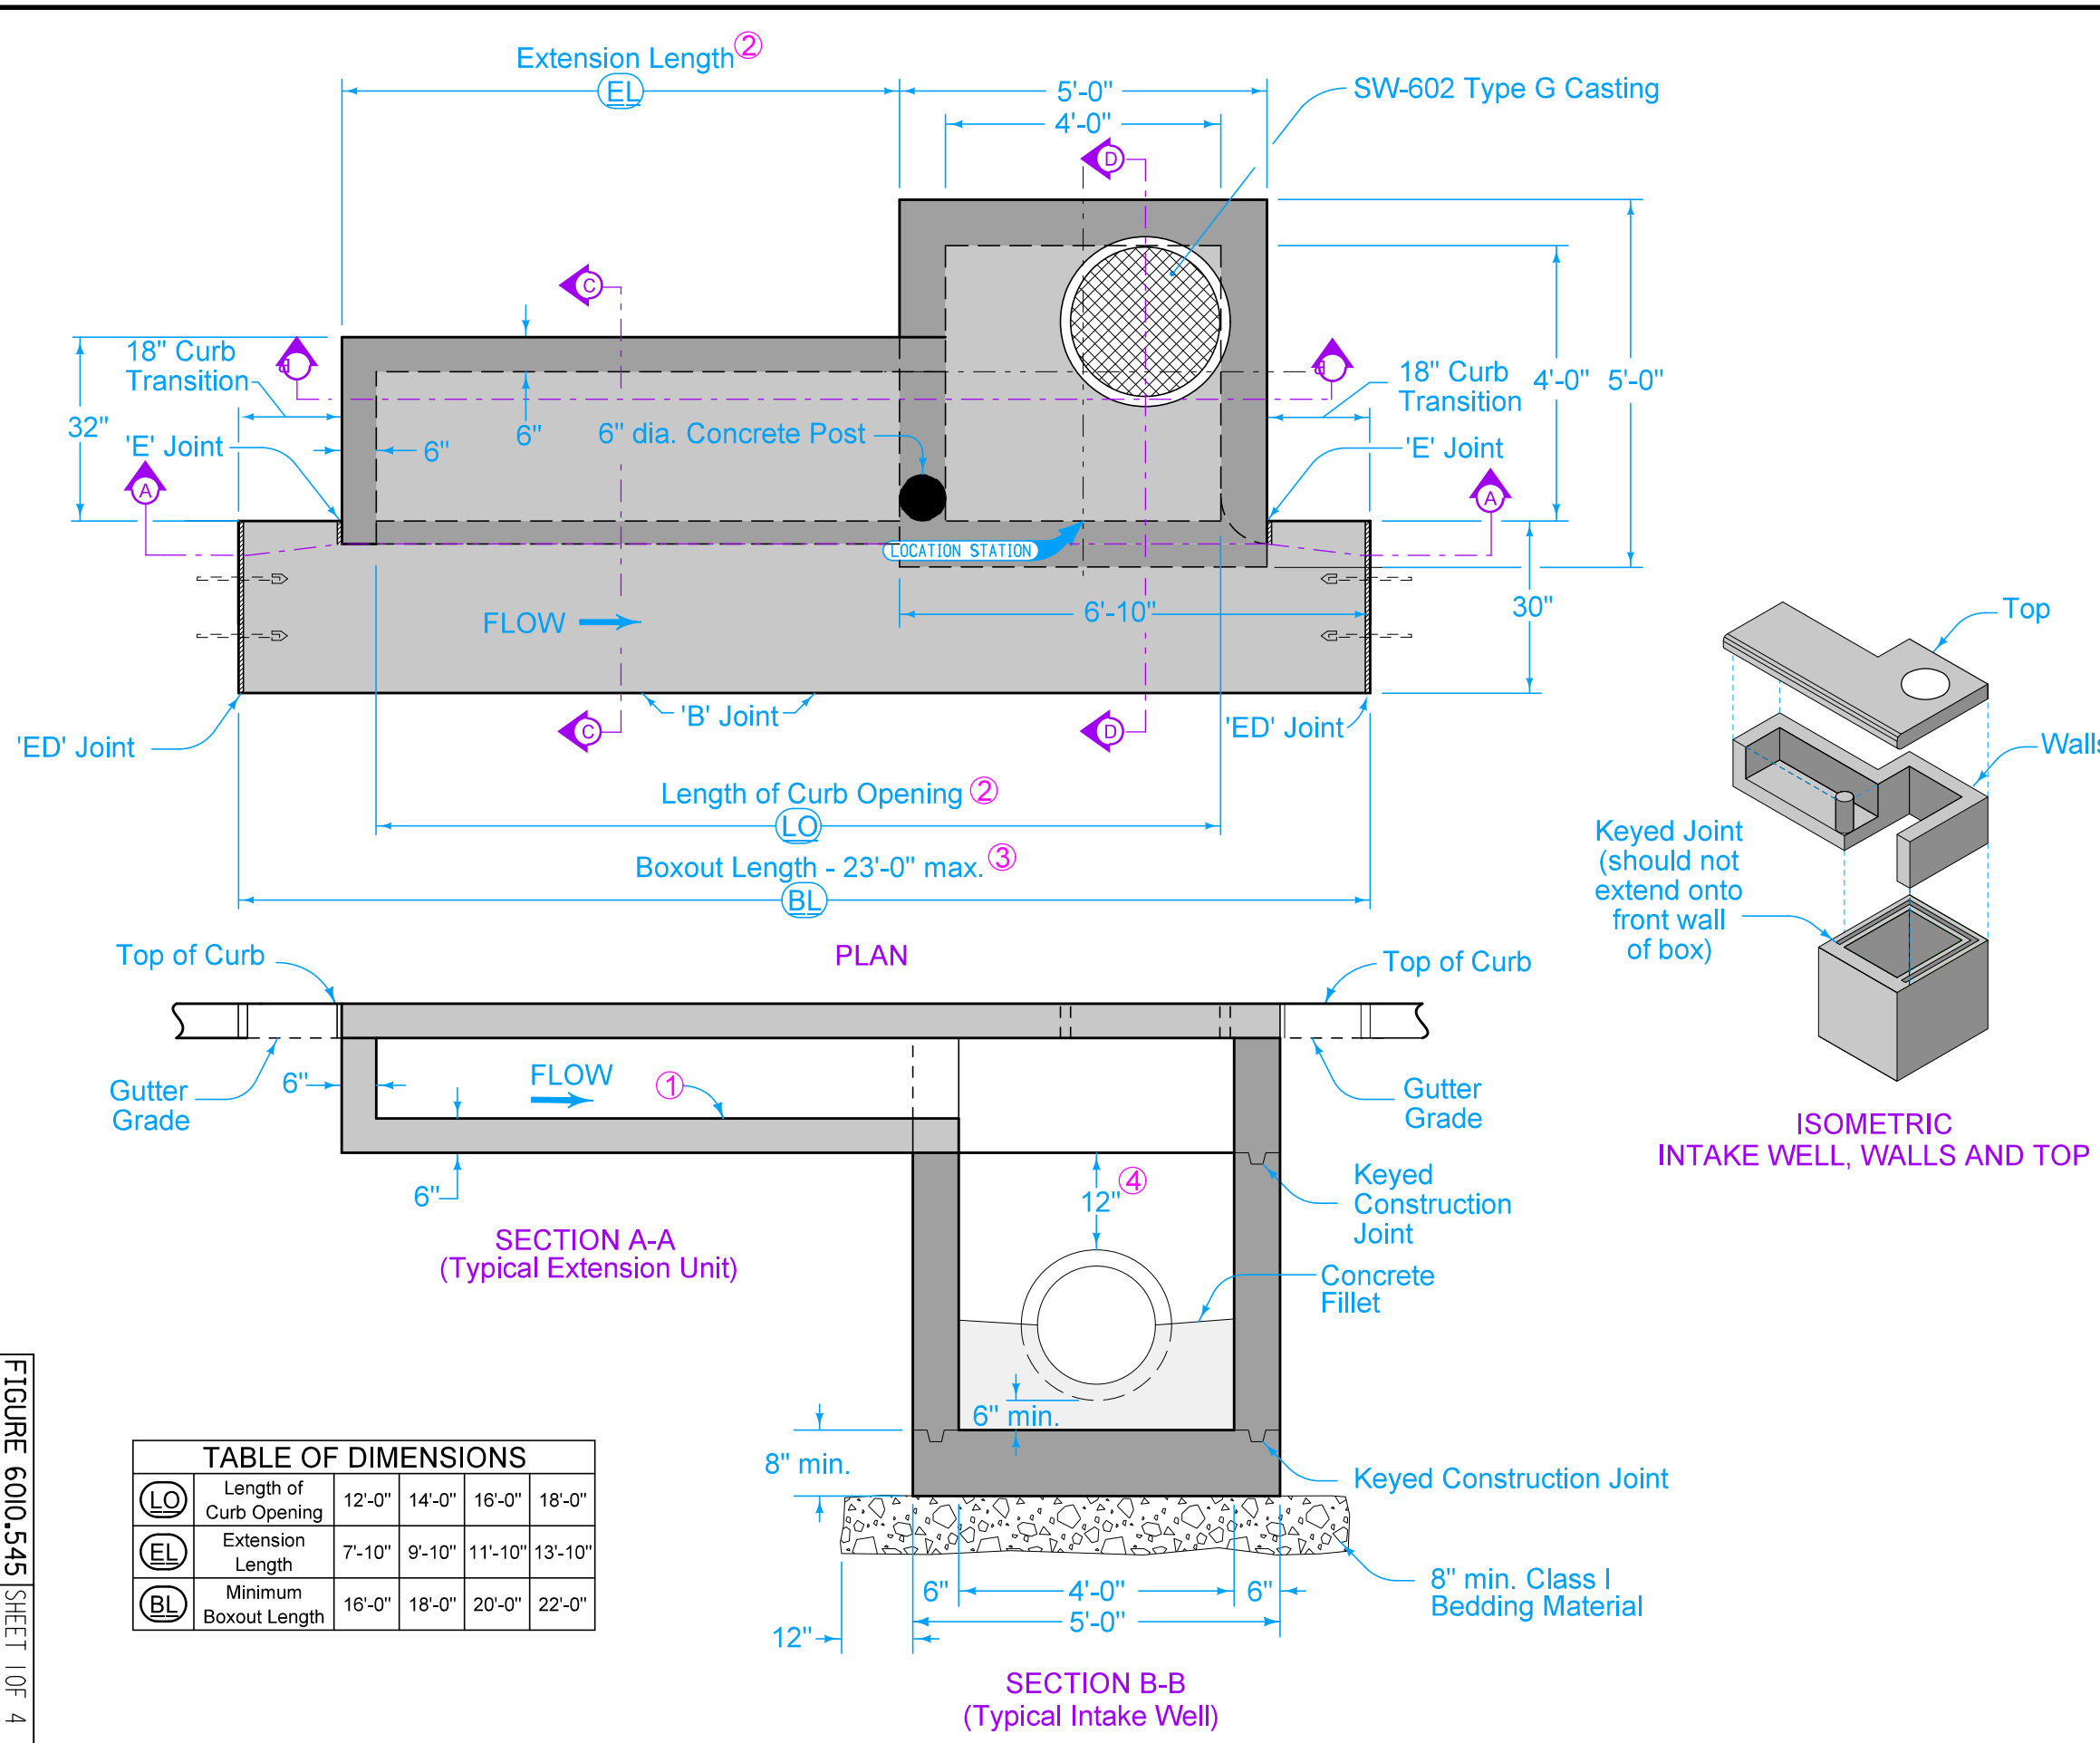 Extension Length ②
EL
5'-0"
4'-0"
SW-602 Type G Casting
D
C
18" Curb
Transition
B
32"
6"
6"
6" dia. Concrete Post
B
18" Curb
Transition
4'-0"
5'-0"
'E' Joint
'E' Joint
A
A
LOCATION STATION
FLOW
6'-10"
30"
'B' Joint
C
D
'ED' Joint
'ED' Joint
Length of Curb Opening ②
LO
Boxout Length - 23'-0" max. ③
BL
PLAN
Top
Walls
Keyed Joint
(should not
extend onto
front wall
of box)
ISOMETRIC
INTAKE WELL, WALLS AND TOP
Top of Curb
Top of Curb
6"
FLOW
①
Gutter
Grade
Gutter
Grade
6"
12" ④
Keyed
Construction
Joint
SECTION A-A
(Typical Extension Unit)
Concrete
Fillet
6" min.
8" min.
Keyed Construction Joint
6"
4'-0"
6"
5'-0"
12"
8" min. Class I
Bedding Material
SECTION B-B
(Typical Intake Well)
TABLE OF DIMENSIONS
LO Length of Curb Opening 12'-0" 14'-0" 16'-0" 18'-0"
EL Extension Length 7'-10" 9'-10" 11'-10" 13'-10"
BL Minimum Boxout Length 16'-0" 18'-0" 20'-0" 22'-0"
FIGURE 6010.545 SHEET 1 OF 4